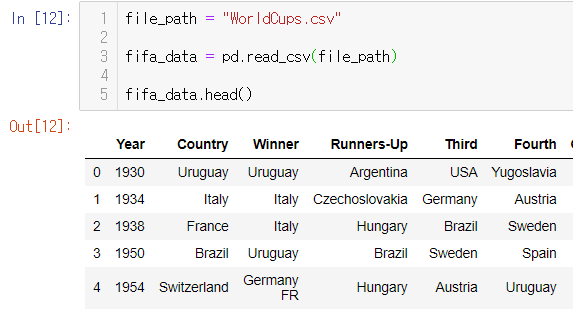 In [12]:
1 file_path = "WorldCups.csv"
2
3 fifa_data = pd.read_csv(file_path)
4
5 fifa_data.head()
Out[12]:
Year Country Winner Runners-Up Third Fourth
0 1930 Uruguay Uruguay Argentina USA Yugoslavia
1 1934 Italy Italy Czechoslovakia Germany Austria
2 1938 France Italy Hungary Brazil Sweden
3 1950 Brazil Uruguay Brazil Sweden Spain
4 1954 Switzerland Germany FR Hungary Austria Uruguay